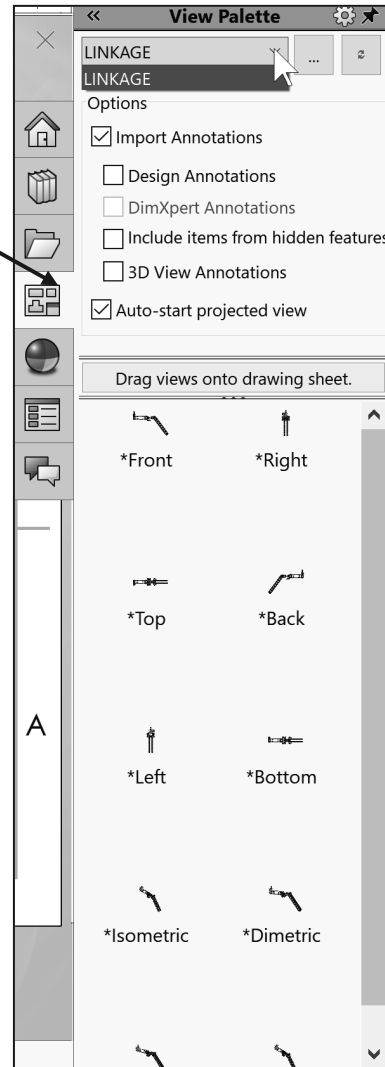 View Palette
LINKAGE
...
LINKAGE
Options
Import Annotations
Design Annotations
DimXpert Annotations
Include items from hidden features
3D View Annotations
Auto-start projected view
Drag views onto drawing sheet.
*Front *Right
*Top *Back
A
*Left *Bottom
*Isometric *Dimetric